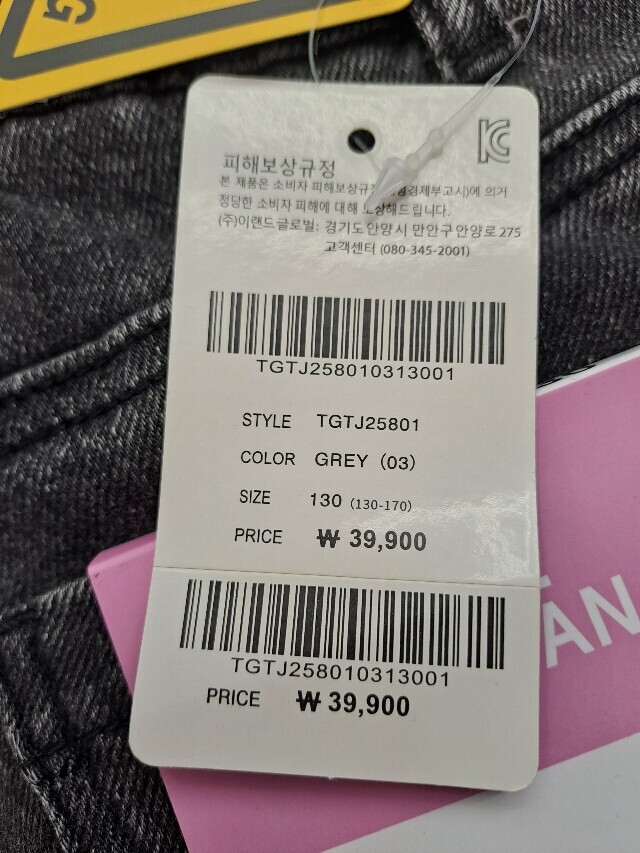 G
피해보상규정
본 제품은 소비자 피해보상규정 에 의거
정당한 소비자 피해에 대해 보상해드립니다.
(주)이랜드글로벌: 경기도 안양시 만안구 안양로 275
고객센터 (080-345-2001)
TGTJ258010313001
STYLE TGTJ25801
COLOR GREY (03)
SIZE 130 (130-170)
PRICE ₩ 39,900
TGTJ258010313001
PRICE ₩ 39,900
AN